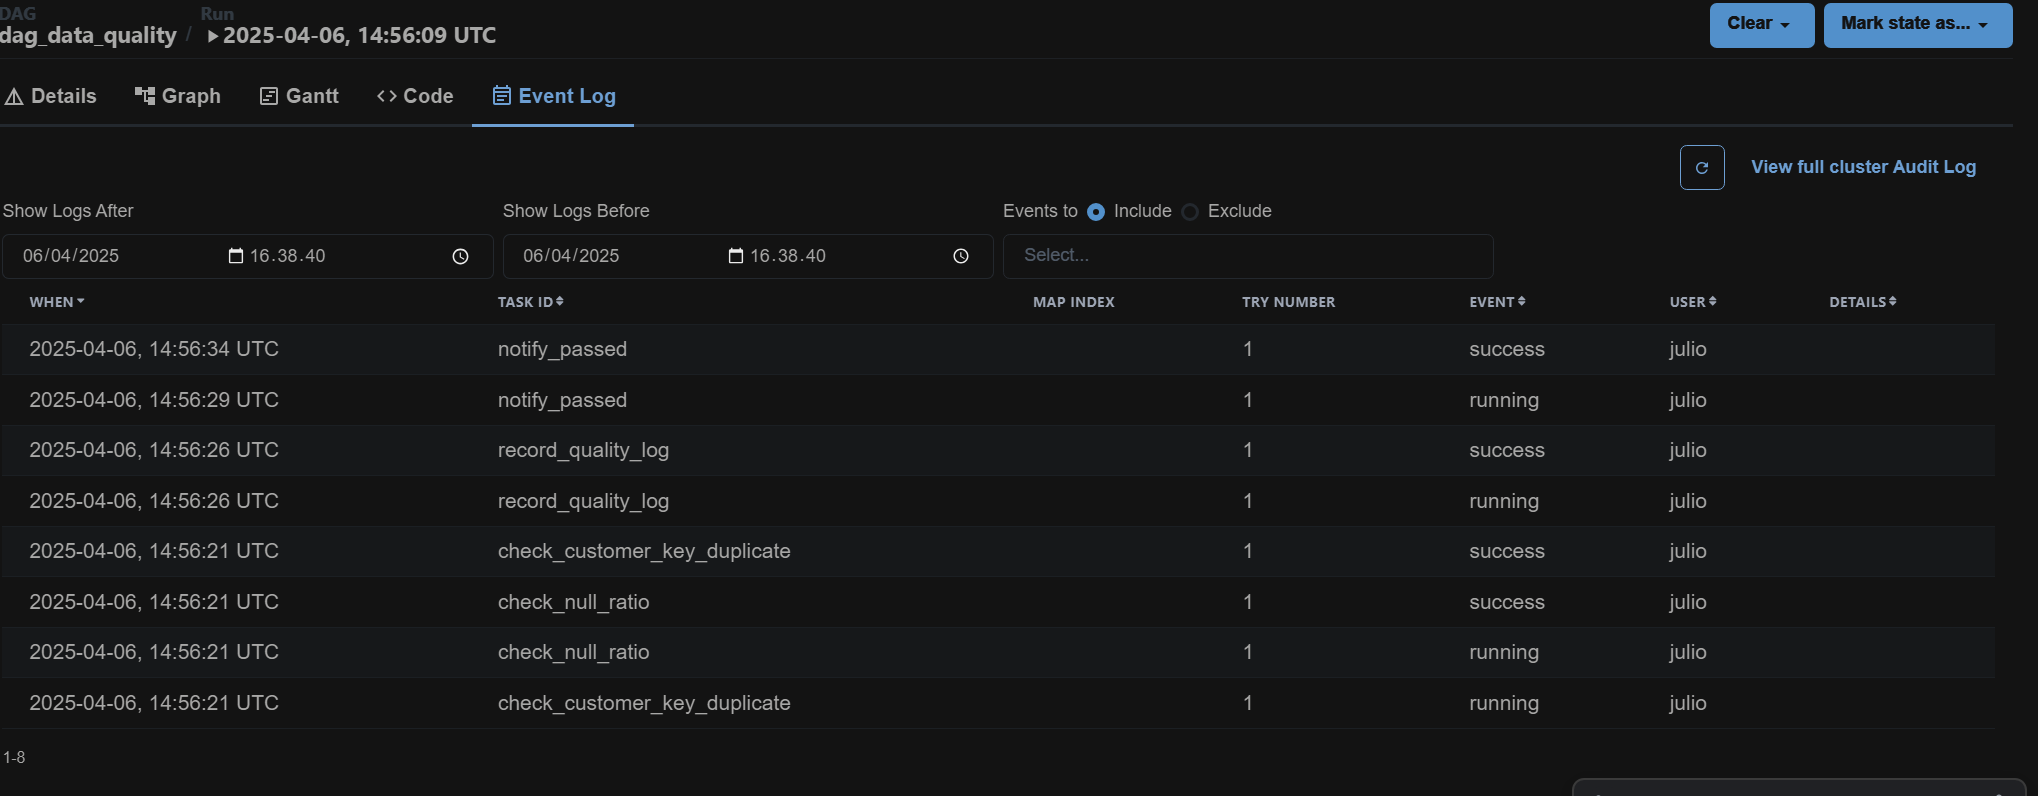 DAG Run
dag_data_quality / 2025-04-06, 14:56:09 UTC
Clear Mark state as...
Details Graph Gantt Code Event Log
View full cluster Audit Log
Show Logs After Show Logs Before Events to Include Exclude
06/04/2025 16.38.40 06/04/2025 16.38.40 Select...
WHEN TASK ID MAP INDEX TRY NUMBER EVENT USER DETAILS
2025-04-06, 14:56:34 UTC notify_passed 1 success julio
2025-04-06, 14:56:29 UTC notify_passed 1 running julio
2025-04-06, 14:56:26 UTC record_quality_log 1 success julio
2025-04-06, 14:56:26 UTC record_quality_log 1 running julio
2025-04-06, 14:56:21 UTC check_customer_key_duplicate 1 success julio
2025-04-06, 14:56:21 UTC check_null_ratio 1 success julio
2025-04-06, 14:56:21 UTC check_null_ratio 1 running julio
2025-04-06, 14:56:21 UTC check_customer_key_duplicate 1 running julio
1-8